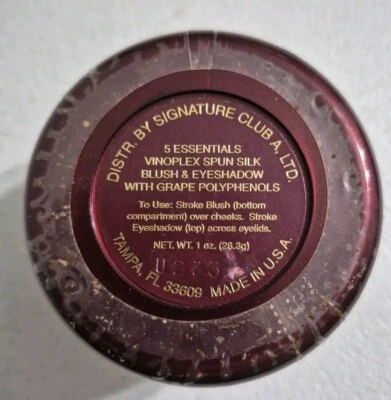 DISTR. BY SIGNATURE CLUB A, LTD.
5 ESSENTIALS
VINOPLEX SPUN SILK
BLUSH & EYESHADOW
WITH GRAPE POLYPHENOLS
To Use: Stroke Blush (bottom
compartment) over cheeks. Stroke
Eyeshadow (top) across eyelids.
NET. WT. 1 oz. (28.3g)
TAMPA, FL 33609 MADE IN U.S.A.